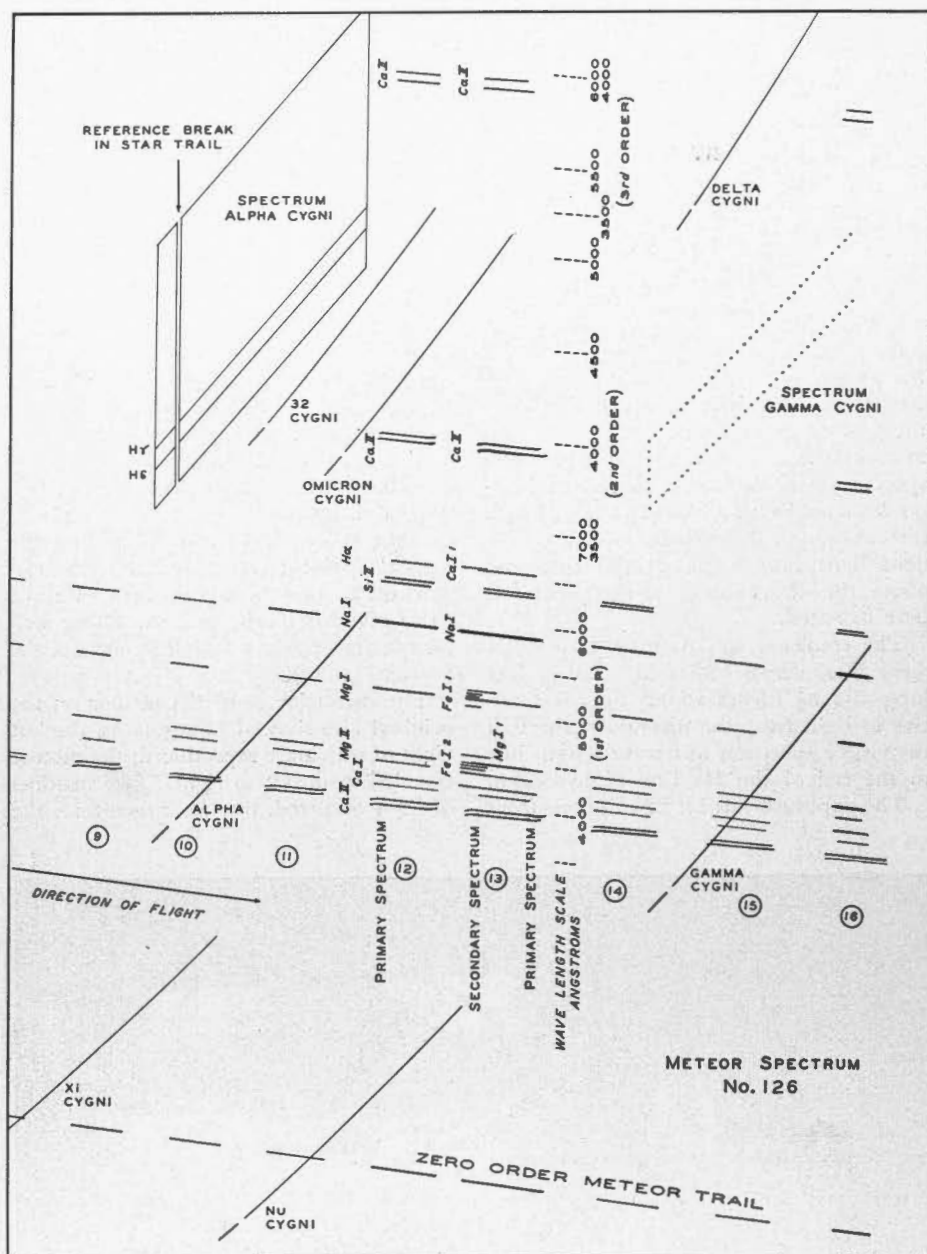 Ca II
Ca II
6000
4000
(3rd ORDER)
5500
3500
5000
REFERENCE BREAK
IN STAR TRAIL
SPECTRUM
ALPHA CYGNI
DELTA
CYGNI
4500
32
CYGNI
SPECTRUM
GAMMA CYGNI
Hγ
Hδ
OMICRON
CYGNI
Ca II
Ca II
4000
(2nd ORDER)
7000
3500
Hα
Si II
Ca I
Na I
Na I
6000
Mg I
Fe I
5000
(1st ORDER)
Mg II
Ca I
Fe I
Mg I
Ca II
4000
ALPHA
CYGNI
GAMMA
CYGNI
9
10
11
12
13
14
15
16
DIRECTION OF FLIGHT
PRIMARY SPECTRUM
SECONDARY SPECTRUM
PRIMARY SPECTRUM
WAVE LENGTH SCALE
ANGSTROMS
METEOR SPECTRUM
No. 126
XI
CYGNI
ZERO ORDER METEOR TRAIL
NU
CYGNI